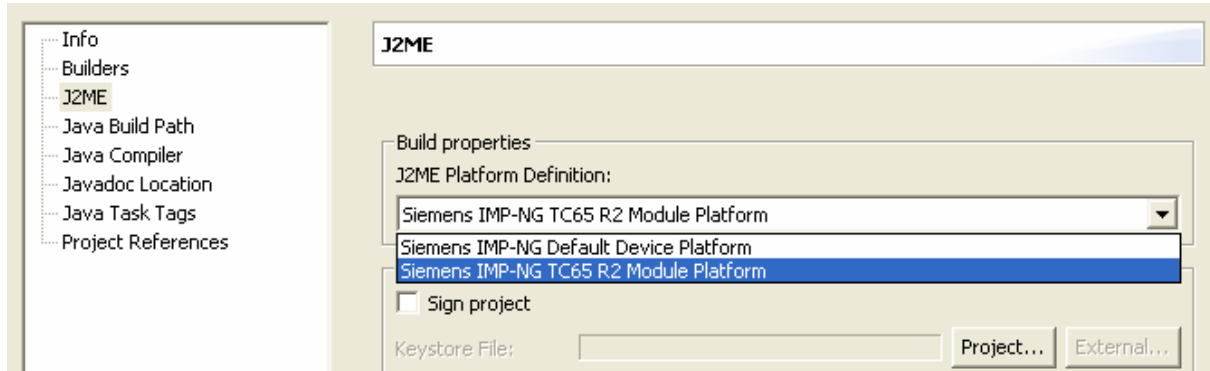 Info
Builders
J2ME
Java Build Path
Java Compiler
Javadoc Location
Java Task Tags
Project References
J2ME
Build properties
J2ME Platform Definition:
Siemens IMP-NG TC65 R2 Module Platform
Siemens IMP-NG Default Device Platform
Siemens IMP-NG TC65 R2 Module Platform
Sign project
Keystore File: Project... External...